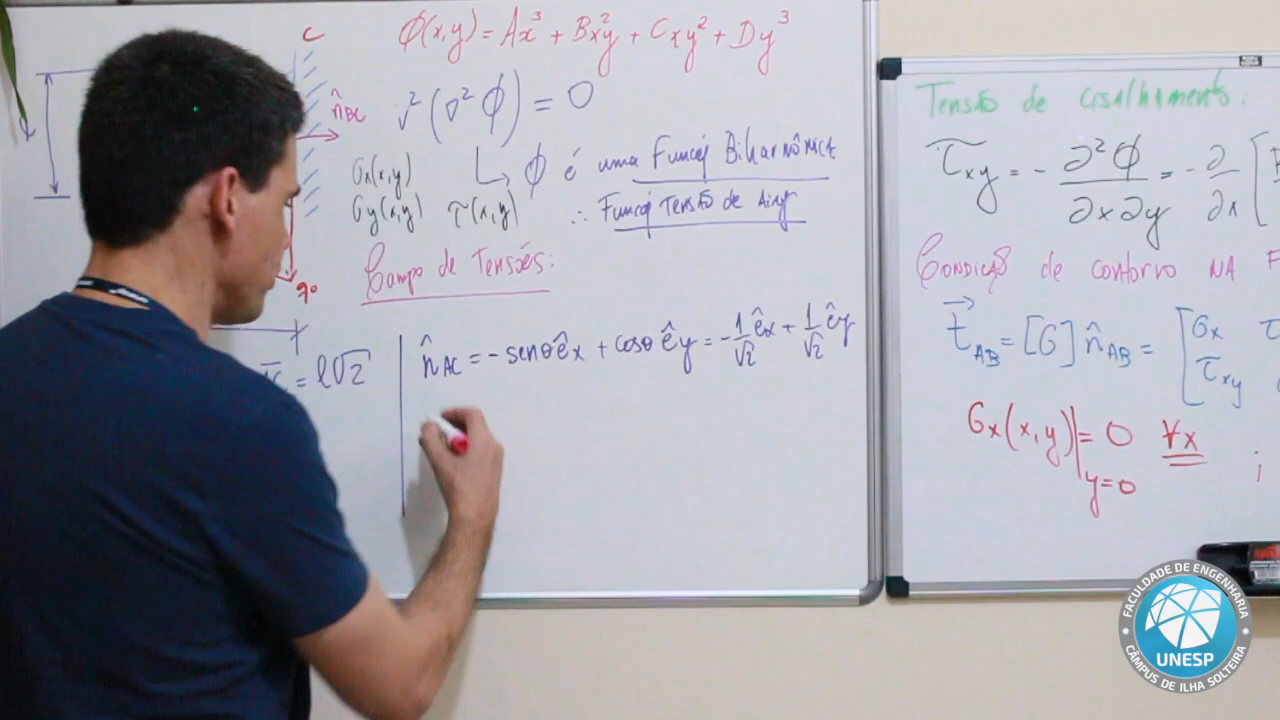 C
ϕ(x,y) = Ax³ + Bx²y + Cxy² + Dy³
n̂BC
∇²(∇²ϕ) = 0
ϕ é uma Função Biharmônica
σx(x,y)
σy(x,y) τ(x,y)
∴ Função Tensão de Airy
Campo de Tensões:
q₀
n̂AC = -senθ êx + cosθ êy = -1/√2 êx + 1/√2 êy
= l√2
Tensão de cisalhamento:
τxy = - ∂²ϕ/∂x∂y = - ∂/∂x [
Condição de contorno NA F
t⃗AB = [σ] n̂AB = [σx τ
τxy
σx(x,y)|y=0 = 0 ∀x ;
FACULDADE DE ENGENHARIA
UNESP
CÂMPUS DE ILHA SOLTEIRA